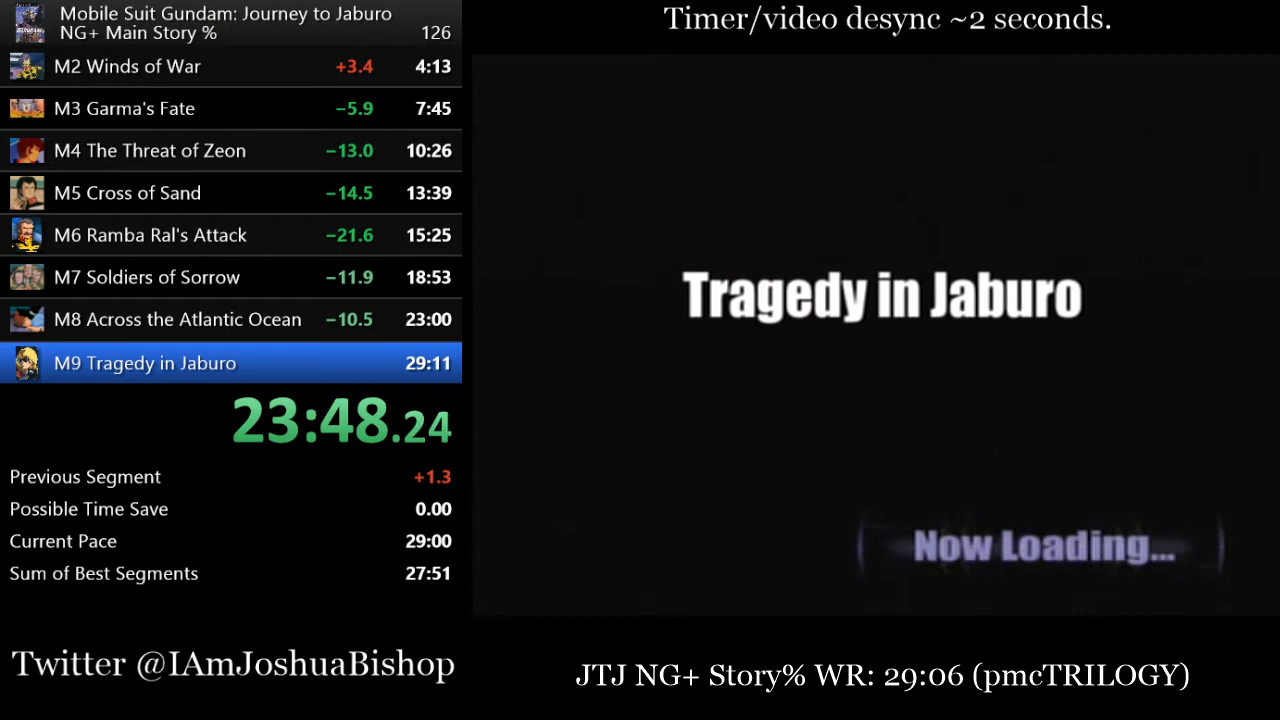 Mobile Suit Gundam: Journey to Jaburo
NG+ Main Story % 126
M2 Winds of War +3.4 4:13
M3 Garma's Fate −5.9 7:45
M4 The Threat of Zeon −13.0 10:26
M5 Cross of Sand −14.5 13:39
M6 Ramba Ral's Attack −21.6 15:25
M7 Soldiers of Sorrow −11.9 18:53
M8 Across the Atlantic Ocean −10.5 23:00
M9 Tragedy in Jaburo 29:11
23:48.24
Previous Segment +1.3
Possible Time Save 0.00
Current Pace 29:00
Sum of Best Segments 27:51
Twitter @IAmJoshuaBishop
Timer/video desync ~2 seconds.
Tragedy in Jaburo
Now Loading...
JTJ NG+ Story% WR: 29:06 (pmcTRILOGY)